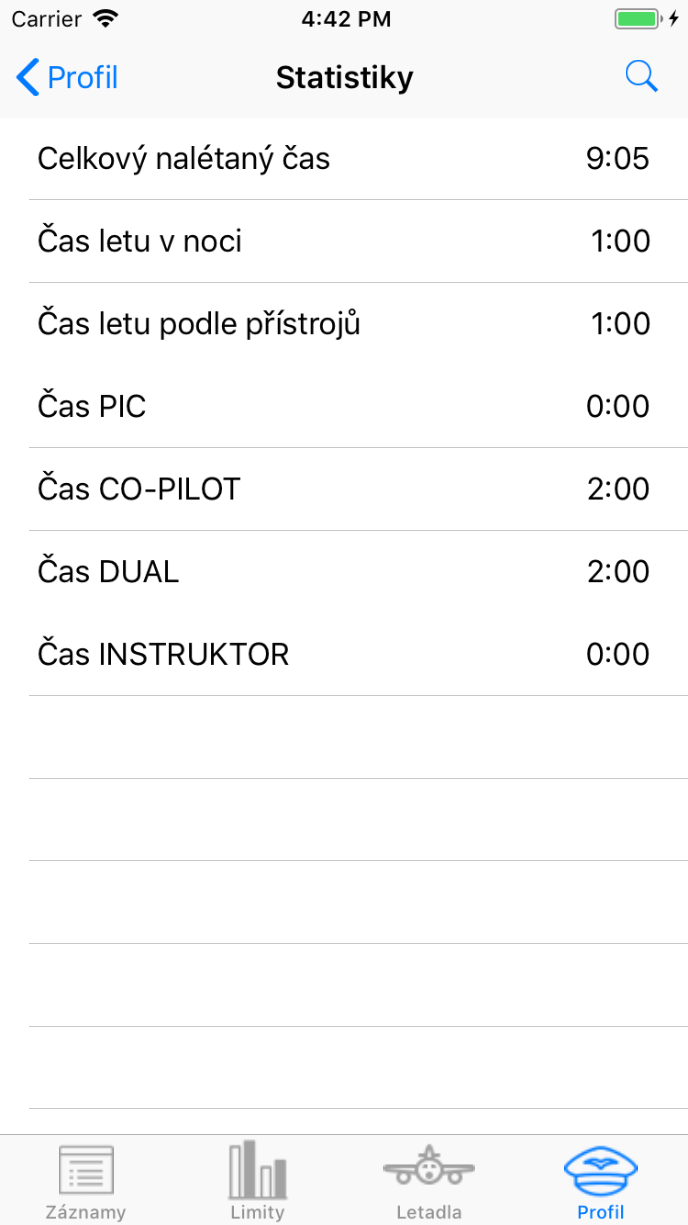 Carrier 4:42 PM
Profil Statistiky
Celkový nalétaný čas 9:05
Čas letu v noci 1:00
Čas letu podle přístrojů 1:00
Čas PIC 0:00
Čas CO-PILOT 2:00
Čas DUAL 2:00
Čas INSTRUKTOR 0:00
Záznamy Limity Letadla Profil